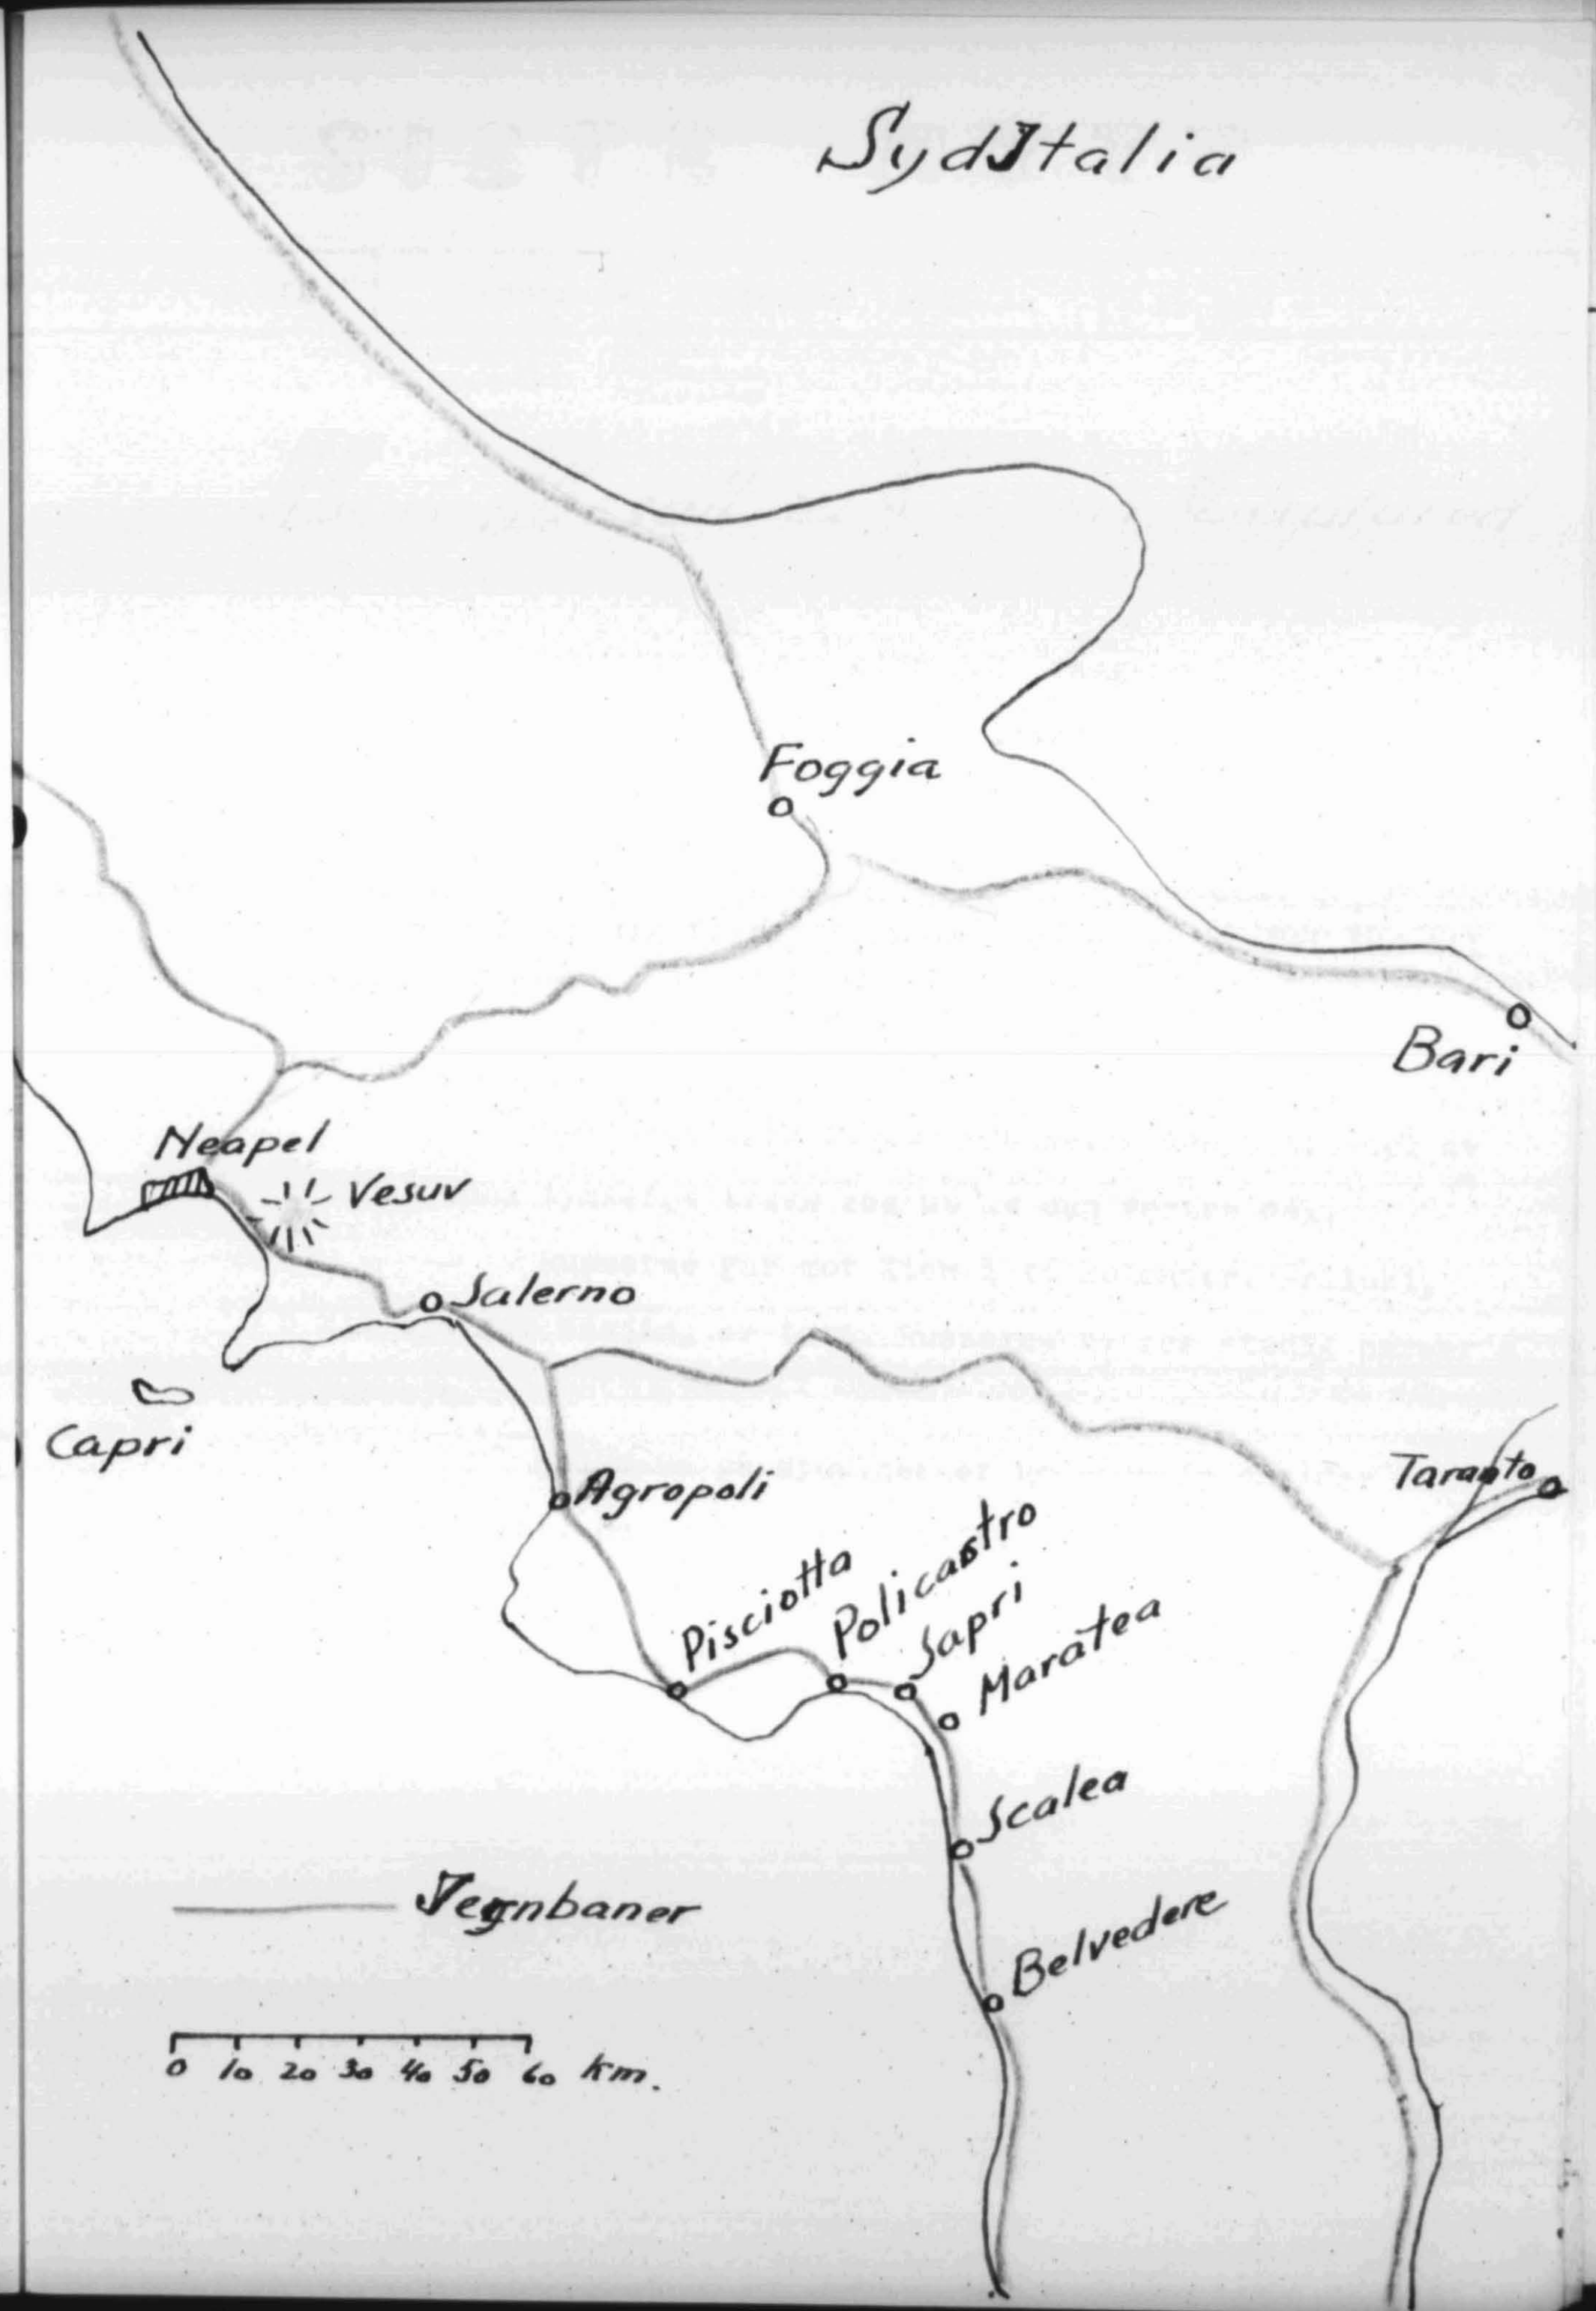 SydItalia
Foggia
Bari
Neapel
Vesuv
Salerno
Capri
Agropoli
Taranto
Pisciotta
Policastro
Sapri
Maratea
Scalea
Belvedere
Jernbaner
0 10 20 30 40 50 60 km.